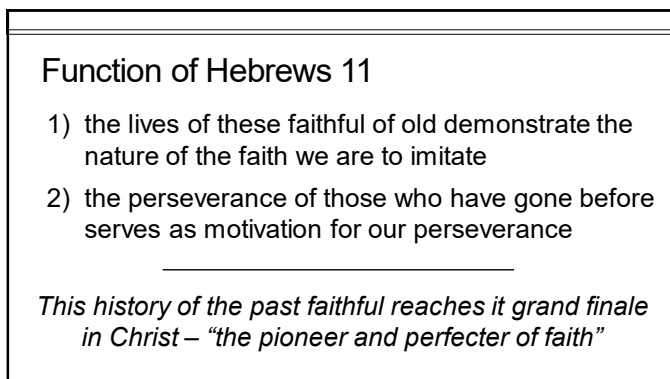 Function of Hebrews 11
1) the lives of these faithful of old demonstrate the
nature of the faith we are to imitate
2) the perseverance of those who have gone before
serves as motivation for our perseverance
This history of the past faithful reaches it grand finale
in Christ – “the pioneer and perfecter of faith”